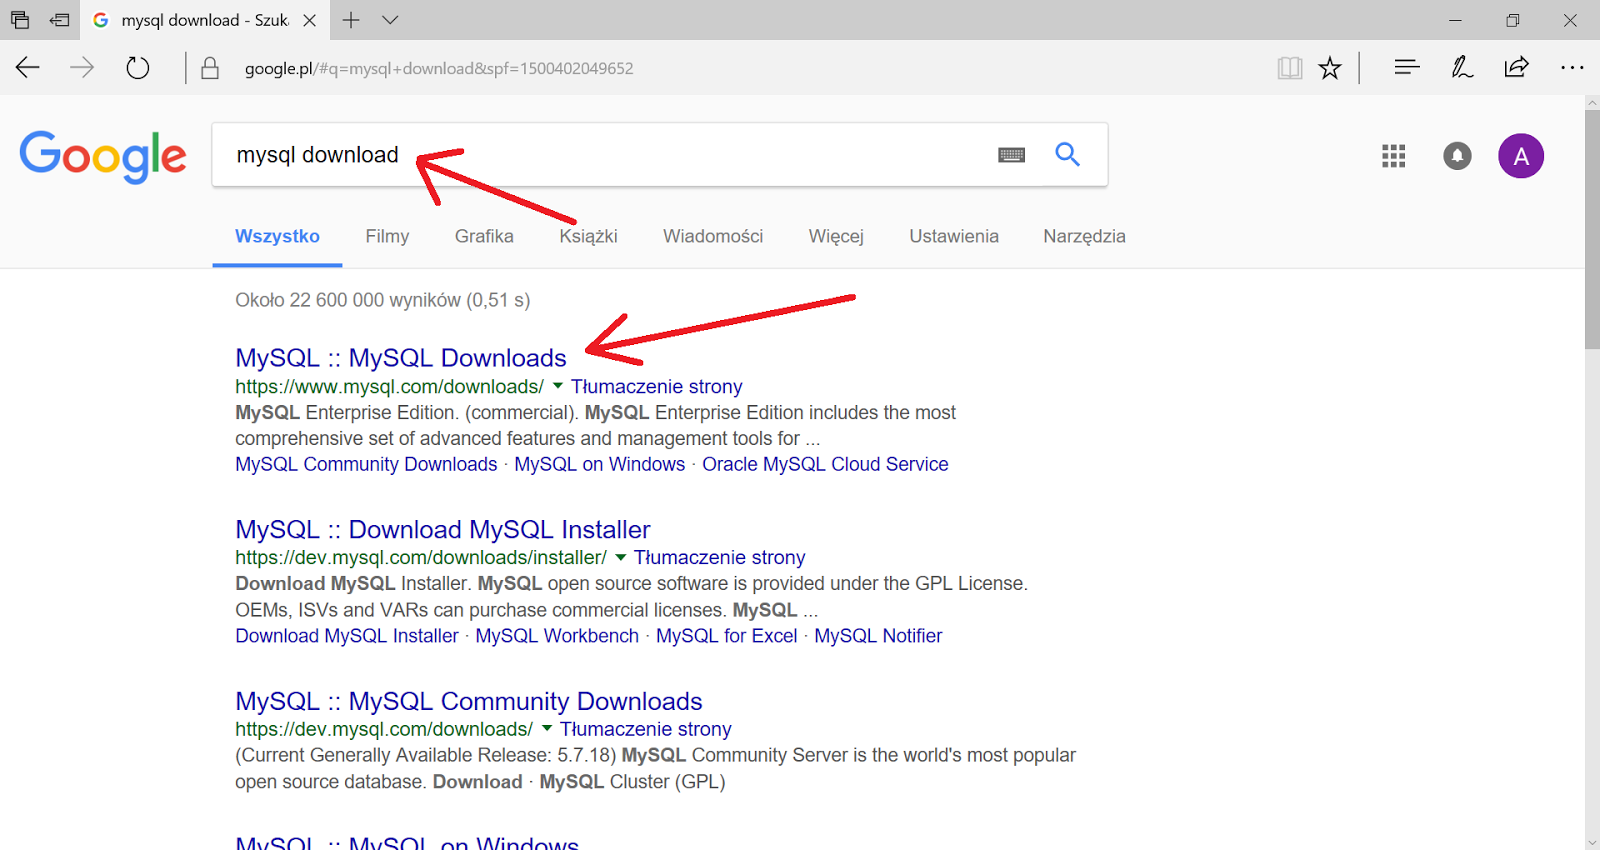 mysql download - Szuk
google.pl/#q=mysql+download&spf=1500402049652
Google
mysql download
A
Wszystko Filmy Grafika Książki Wiadomości Więcej Ustawienia Narzędzia
Około 22 600 000 wyników (0,51 s)
MySQL :: MySQL Downloads
https://www.mysql.com/downloads/ Tłumaczenie strony
MySQL Enterprise Edition. (commercial). MySQL Enterprise Edition includes the most
comprehensive set of advanced features and management tools for ...
MySQL Community Downloads · MySQL on Windows · Oracle MySQL Cloud Service
MySQL :: Download MySQL Installer
https://dev.mysql.com/downloads/installer/ Tłumaczenie strony
Download MySQL Installer. MySQL open source software is provided under the GPL License.
OEMs, ISVs and VARs can purchase commercial licenses. MySQL ...
Download MySQL Installer · MySQL Workbench · MySQL for Excel · MySQL Notifier
MySQL :: MySQL Community Downloads
https://dev.mysql.com/downloads/ Tłumaczenie strony
(Current Generally Available Release: 5.7.18) MySQL Community Server is the world's most popular
open source database. Download · MySQL Cluster (GPL)
MySQL :: MySQL on Windows